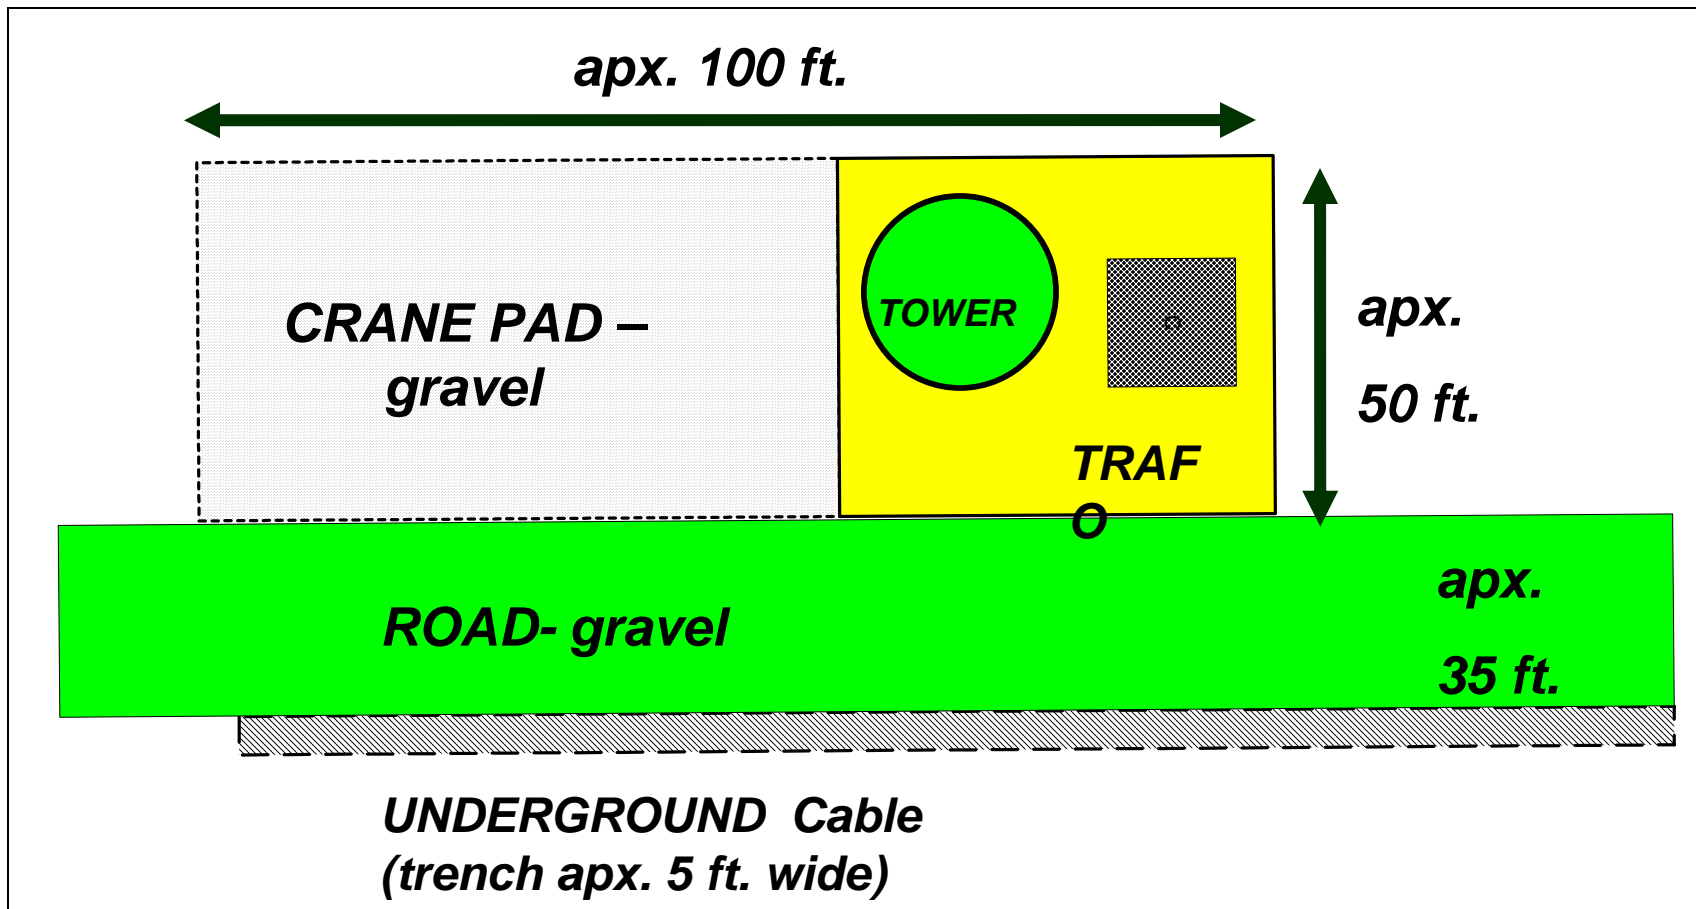 apx. 100 ft.
CRANE PAD –
gravel
TOWER
TRAF
O
apx.
50 ft.
ROAD- gravel
apx.
35 ft.
UNDERGROUND Cable
(trench apx. 5 ft. wide)